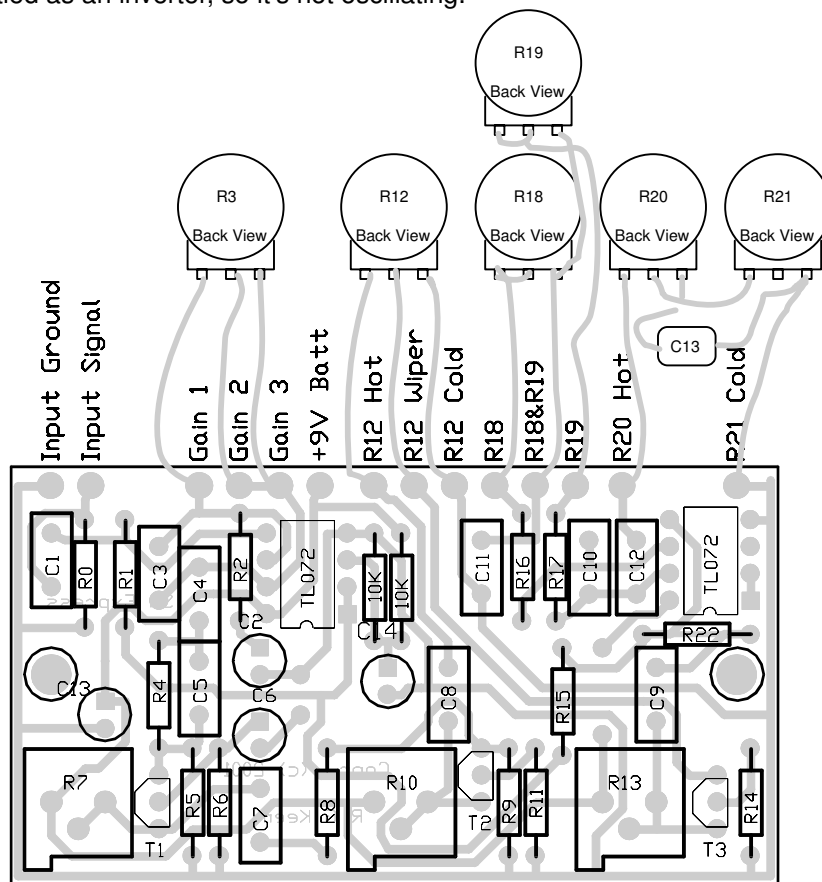 as an inverter, so it's not oscillating.
R19
Back View
R3
Back View
R12
Back View
R18
Back View
R20
Back View
R21
Back View
C13
Input Ground
Input Signal
Gain 1
Gain 2
Gain 3
+9V Batt
R12 Hot
R12 Wiper
R12 Cold
R18
R18&R19
R19
R20 Hot
R21 Cold
C1
R0
R1
C3
C4
R2
TL072
10K
10K
C11
R16
R17
C10
C12
TL072
C2
C14
R22
C13
R4
C5
C6
C8
R15
C9
R7
T1
R5
R6
C7
R8
R10
T2
R9
R11
R13
T3
R14